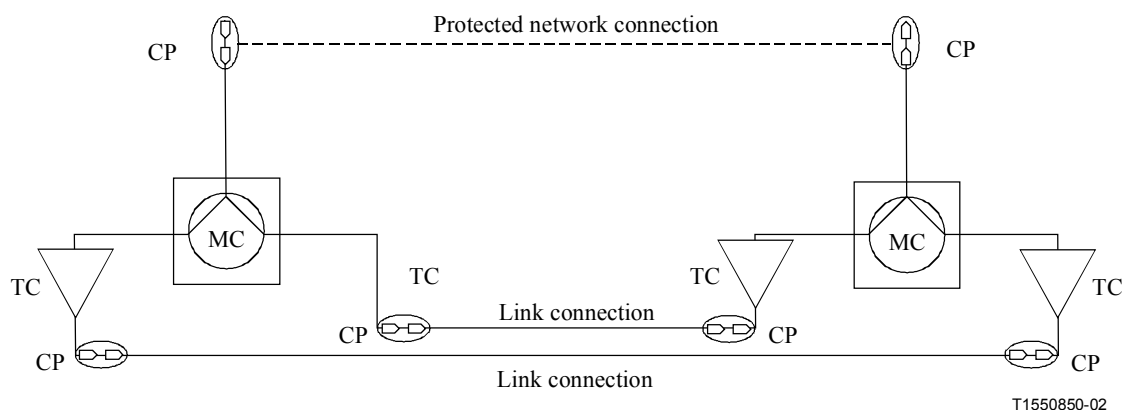 Protected network connection
CP
CP
MC
MC
TC
TC
TC
TC
Link connection
CP
CP
CP
CP
Link connection
T1550850-02